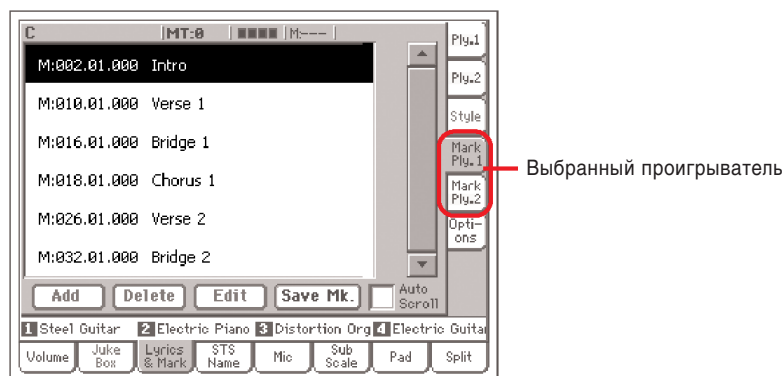 C |MT:0 | |M:--- |
M:002.01.000 Intro
M:010.01.000 Verse 1
M:016.01.000 Bridge 1
M:018.01.000 Chorus 1
M:026.01.000 Verse 2
M:032.01.000 Bridge 2
Add Delete Edit Save Mk. Auto Scroll
1 Steel Guitar 2 Electric Piano 3 Distortion Org 4 Electric Guitar
Volume Juke Box Lyrics & Mark STS Name Mic Sub Scale Pad Split
Ply.1
Ply.2
Style
Mark Ply.1
Mark Ply.2
Opti-
ons
Выбранный проигрыватель